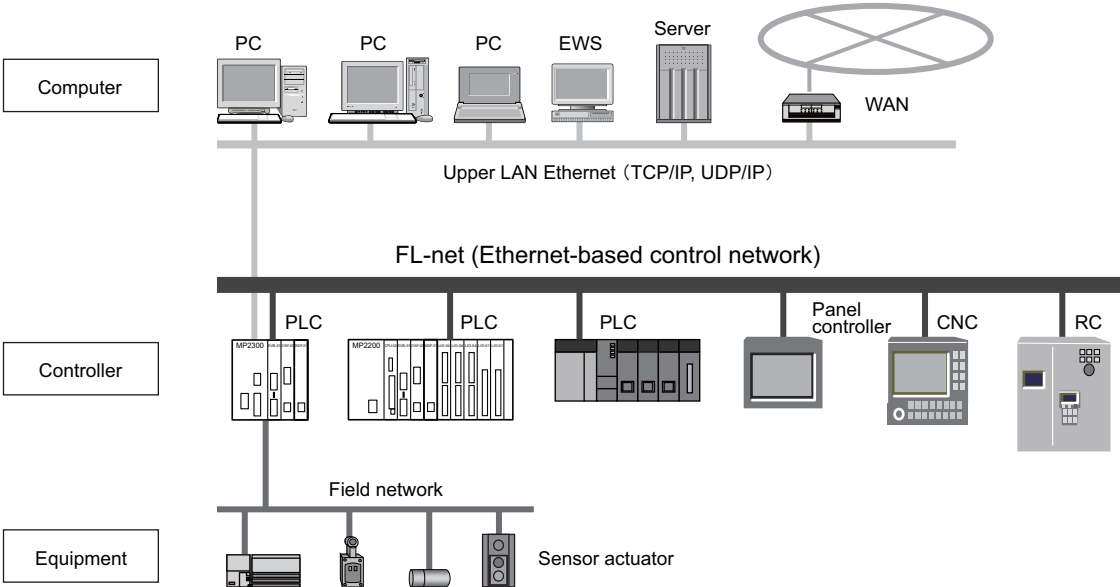 Computer
PC
PC
PC
EWS
Server
WAN
Upper LAN Ethernet（TCP/IP, UDP/IP）
FL-net (Ethernet-based control network)
Controller
PLC
PLC
PLC
Panel
controller
CNC
RC
MP2300
MP2200
Field network
Equipment
Sensor actuator